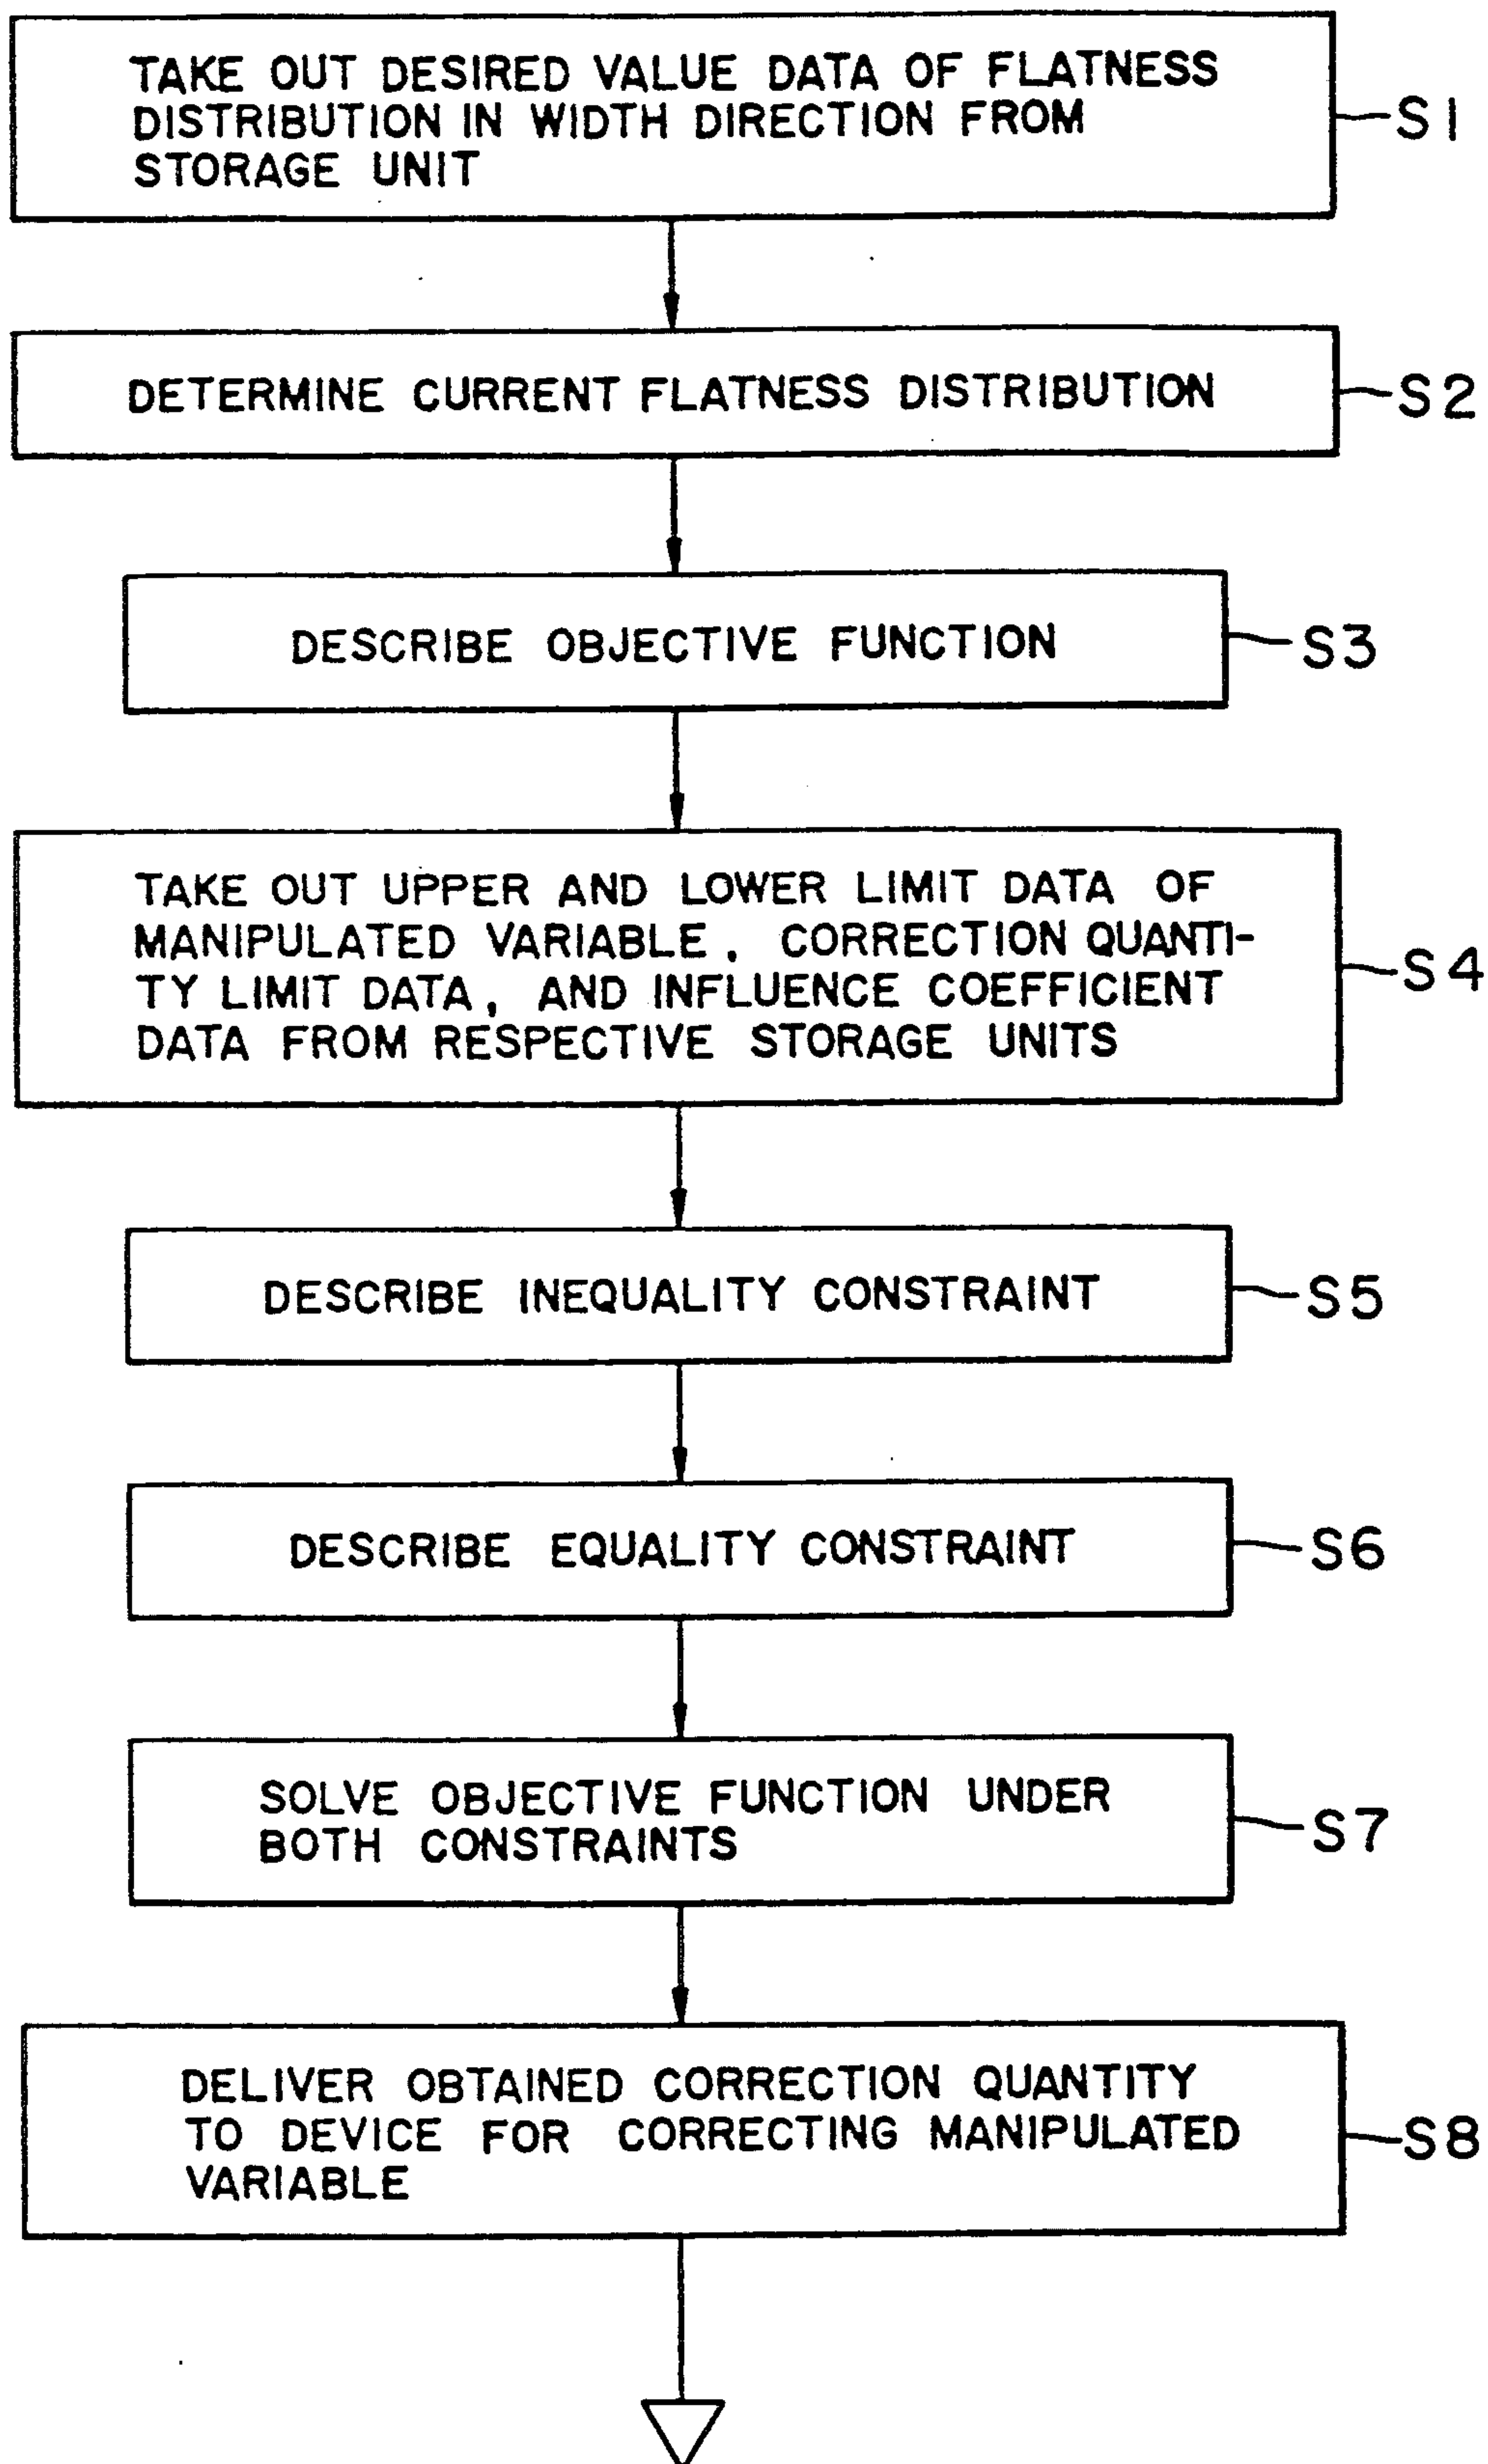 TAKE OUT DESIRED VALUE DATA OF FLATNESS
DISTRIBUTION IN WIDTH DIRECTION FROM
STORAGE UNIT
S1
DETERMINE CURRENT FLATNESS DISTRIBUTION
S2
DESCRIBE OBJECTIVE FUNCTION
S3
TAKE OUT UPPER AND LOWER LIMIT DATA OF
MANIPULATED VARIABLE, CORRECTION QUANTI-
TY LIMIT DATA, AND INFLUENCE COEFFICIENT
DATA FROM RESPECTIVE STORAGE UNITS
S4
DESCRIBE INEQUALITY CONSTRAINT
S5
DESCRIBE EQUALITY CONSTRAINT
S6
SOLVE OBJECTIVE FUNCTION UNDER
BOTH CONSTRAINTS
S7
DELIVER OBTAINED CORRECTION QUANTITY
TO DEVICE FOR CORRECTING MANIPULATED
VARIABLE
S8